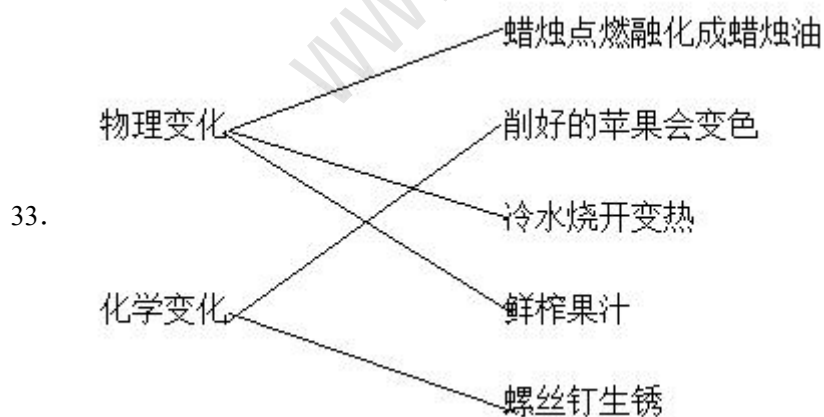 蜡烛点燃融化成蜡烛油
物理变化
削好的苹果会变色
33.
冷水烧开变热
化学变化
鲜榨果汁
螺丝钉生锈